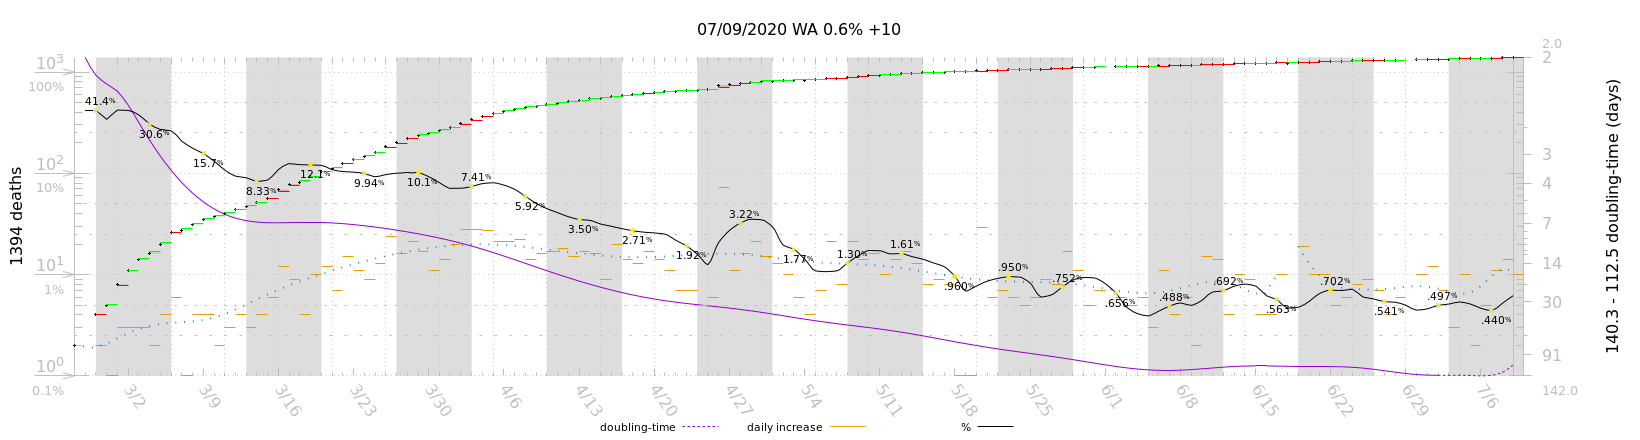 07/09/2020 WA 0.6% +10
2.0
10³ 2
100%
41.4%
30.6% 3
10² 15.7% 12.1% 7.41% 4
10% 8.33% 9.94% 10.1%
5.92% 3.22% 7
3.50% 2.71% 1.92% 1.77% 1.30% 1.61%
10¹ .960% .950% .752% .692% .702% 14
1% .656% .488% .563% .541% .497% .440% 30
10⁰ 91
0.1% 142.0
1394 deaths
140.3 - 112.5 doubling-time (days)
3/2 3/9 3/16 3/23 3/30 4/6 4/13 4/20 4/27 5/4 5/11 5/18 5/25 6/1 6/8 6/15 6/22 6/29 7/6
doubling-time daily increase %